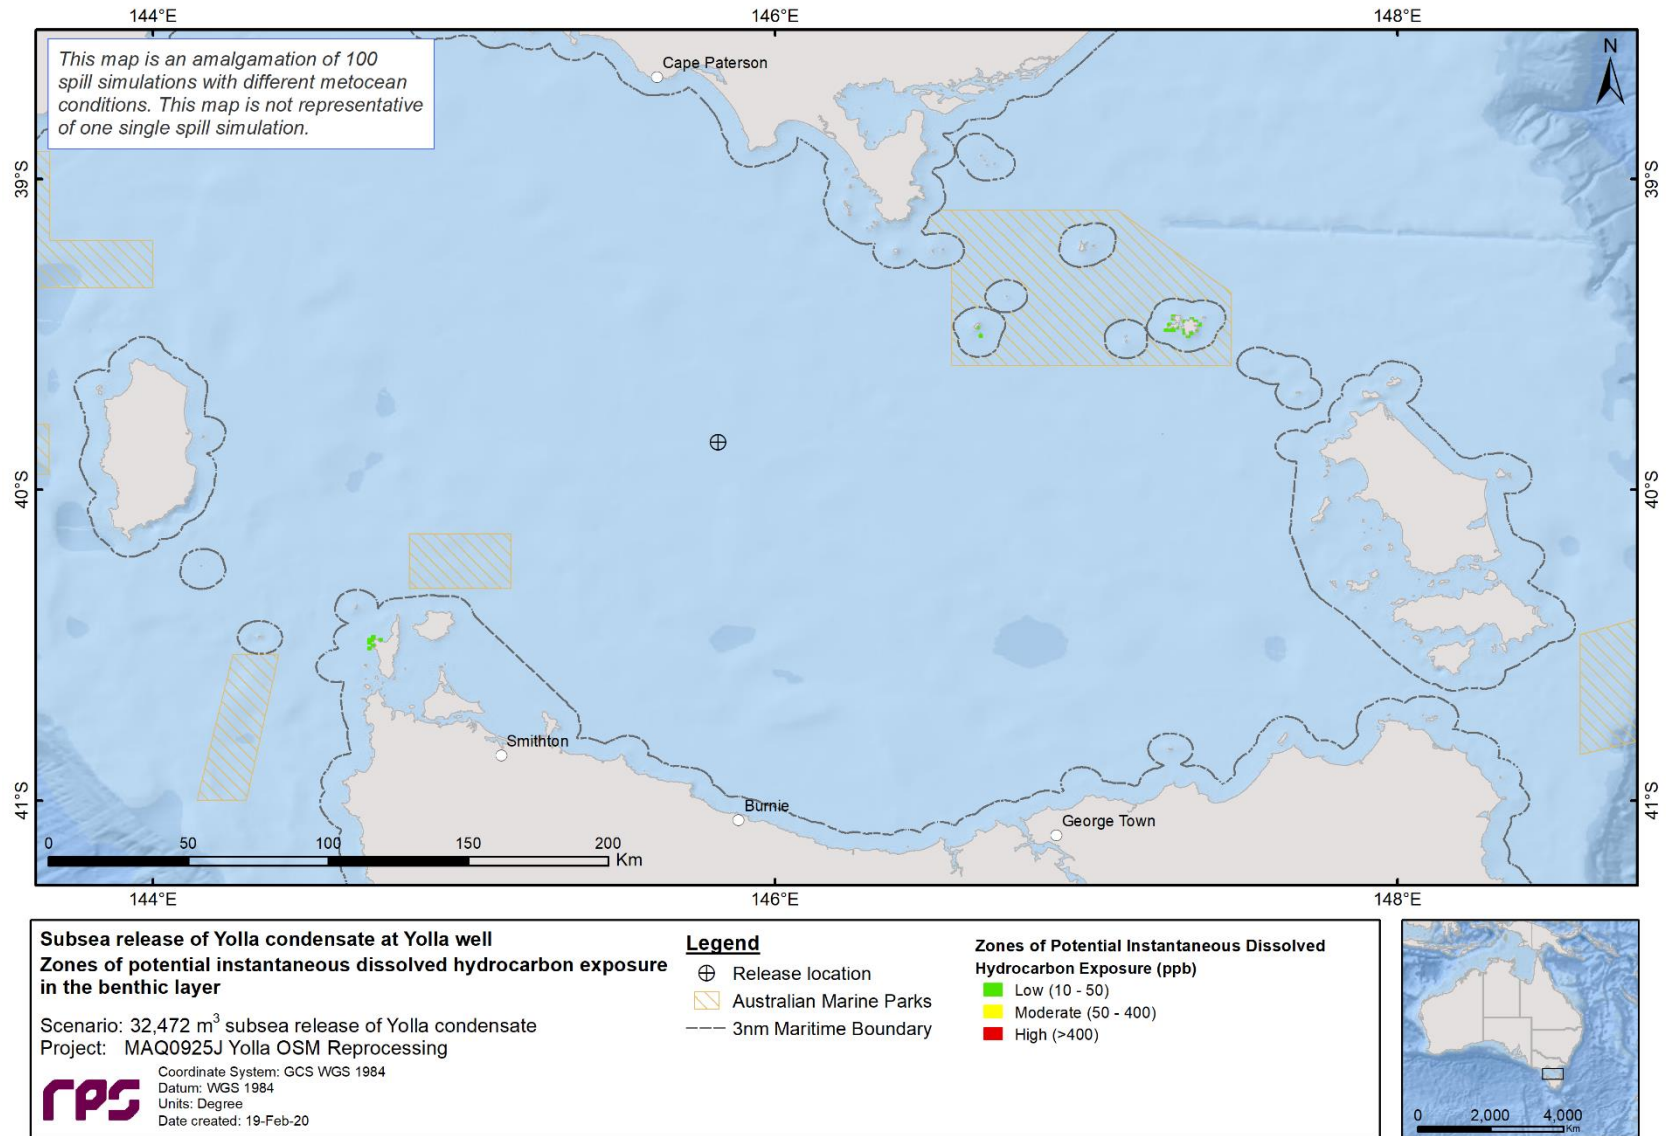 144°E
146°E
148°E
This map is an amalgamation of 100
spill simulations with different metocean
conditions. This map is not representative
of one single spill simulation.
Cape Paterson
N
39°S
39°S
40°S
40°S
Smithton
Burnie
George Town
41°S
41°S
0 50 100 150 200
Km
144°E
146°E
148°E
Subsea release of Yolla condensate at Yolla well
Zones of potential instantaneous dissolved hydrocarbon exposure
in the benthic layer
Scenario: 32,472 m³ subsea release of Yolla condensate
Project: MAQ0925J Yolla OSM Reprocessing
rps
Coordinate System: GCS WGS 1984
Datum: WGS 1984
Units: Degree
Date created: 19-Feb-20
Legend
Release location
Australian Marine Parks
3nm Maritime Boundary
Zones of Potential Instantaneous Dissolved
Hydrocarbon Exposure (ppb)
Low (10 - 50)
Moderate (50 - 400)
High (>400)
0 2,000 4,000
Km